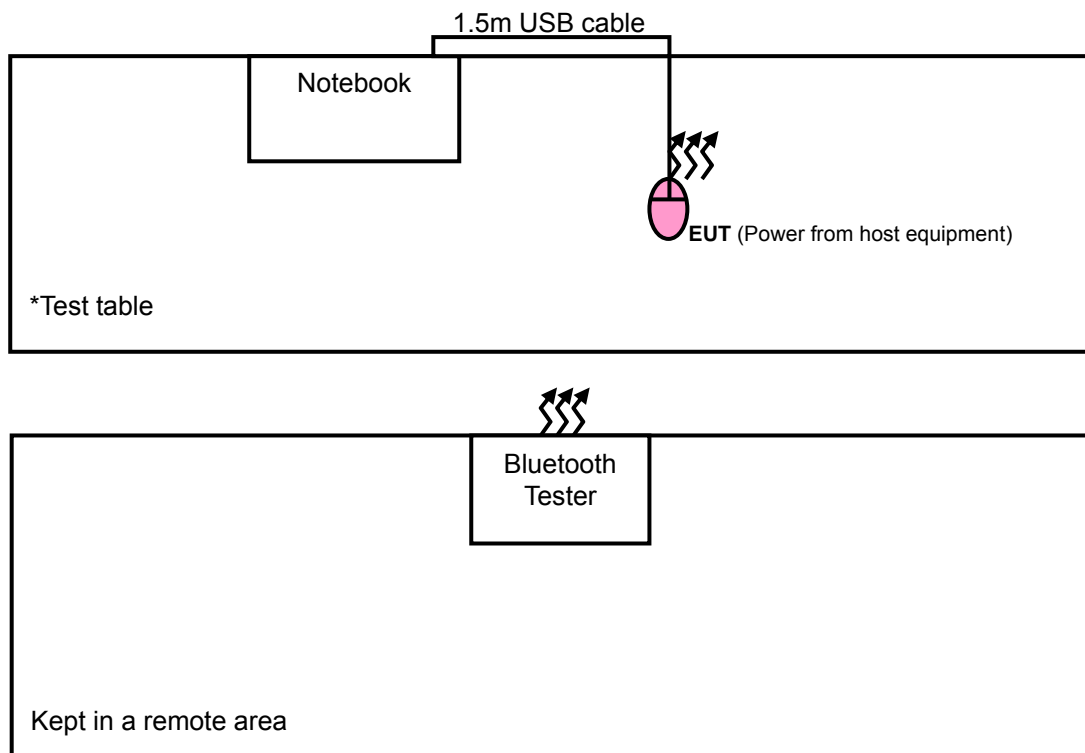 1.5m USB cable
Notebook
EUT (Power from host equipment)
*Test table
Bluetooth
Tester
Kept in a remote area